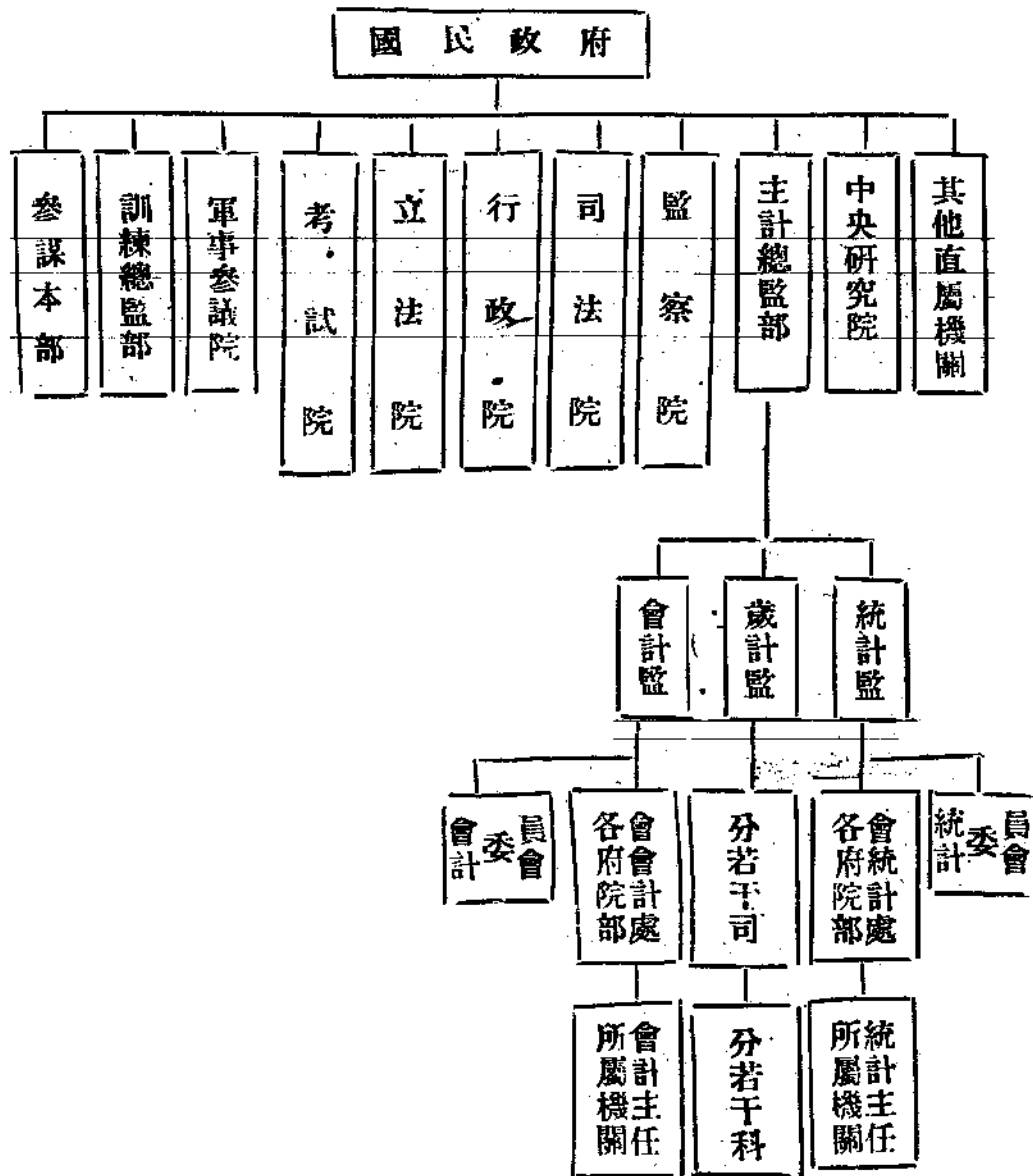 國民政府
參謀本部
訓練總監部
軍事參議院
考試院
立法院
行政院
司法院
監察院
主計總監部
中央研究院
其他直屬機關
會計監
歲計監
統計監
會計委員會
各府院部
會會計處
分若干司
各府院部
會統計處
統計委員會
所屬機關
會計主任
分若干科
所屬機關
統計主任